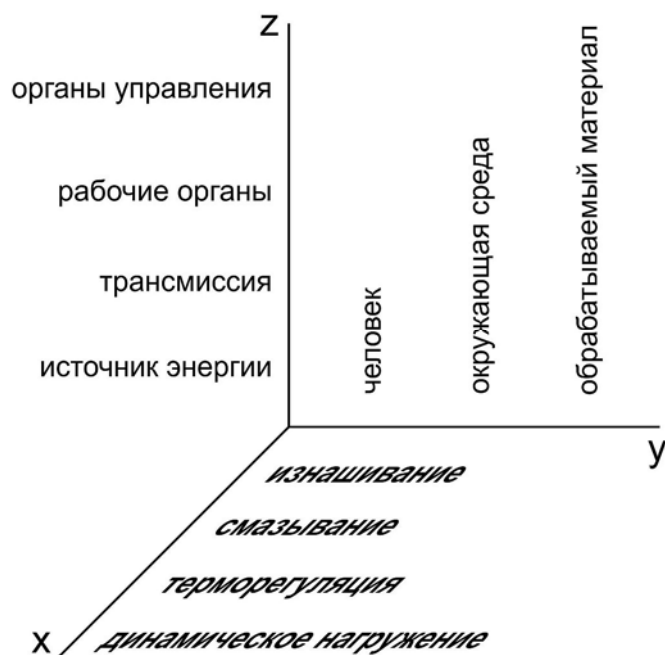 z
органы управления
рабочие органы
трансмиссия
источник энергии
человек
окружающая среда
обрабатываемый материал
y
изнашивание
смазывание
терморегуляция
x
динамическое нагружение